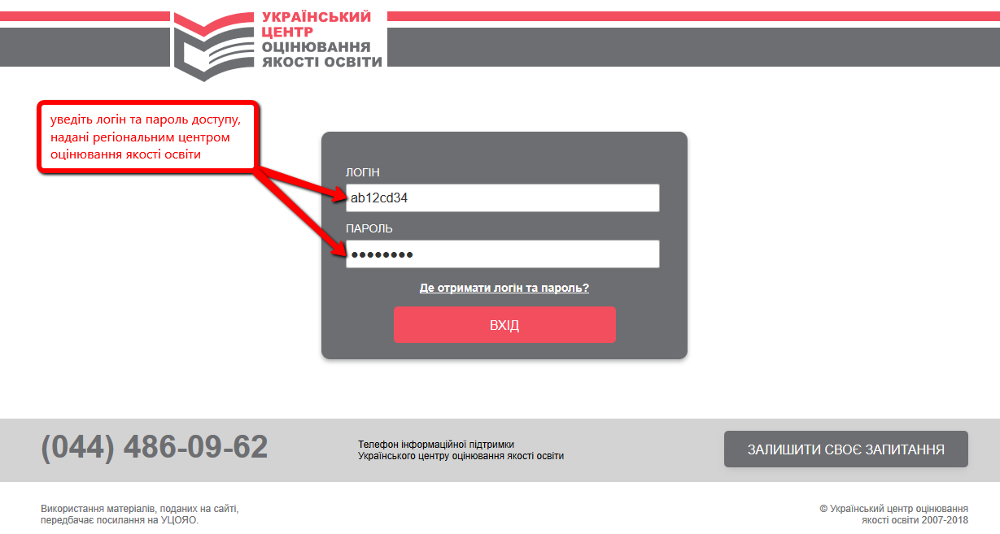 УКРАЇНСЬКИЙ
ЦЕНТР
ОЦІНЮВАННЯ
ЯКОСТІ ОСВІТИ
уведіть логін та пароль доступу,
надані регіональним центром
оцінювання якості освіти
ЛОГІН
ab12cd34
ПАРОЛЬ
••••••••
Де отримати логін та пароль?
ВХІД
(044) 486-09-62
Телефон інформаційної підтримки
Українського центру оцінювання якості освіти
ЗАЛИШИТИ СВОЄ ЗАПИТАННЯ
Використання матеріалів, поданих на сайті,
передбачає посилання на УЦОЯО.
© Український центр оцінювання
якості освіти 2007-2018